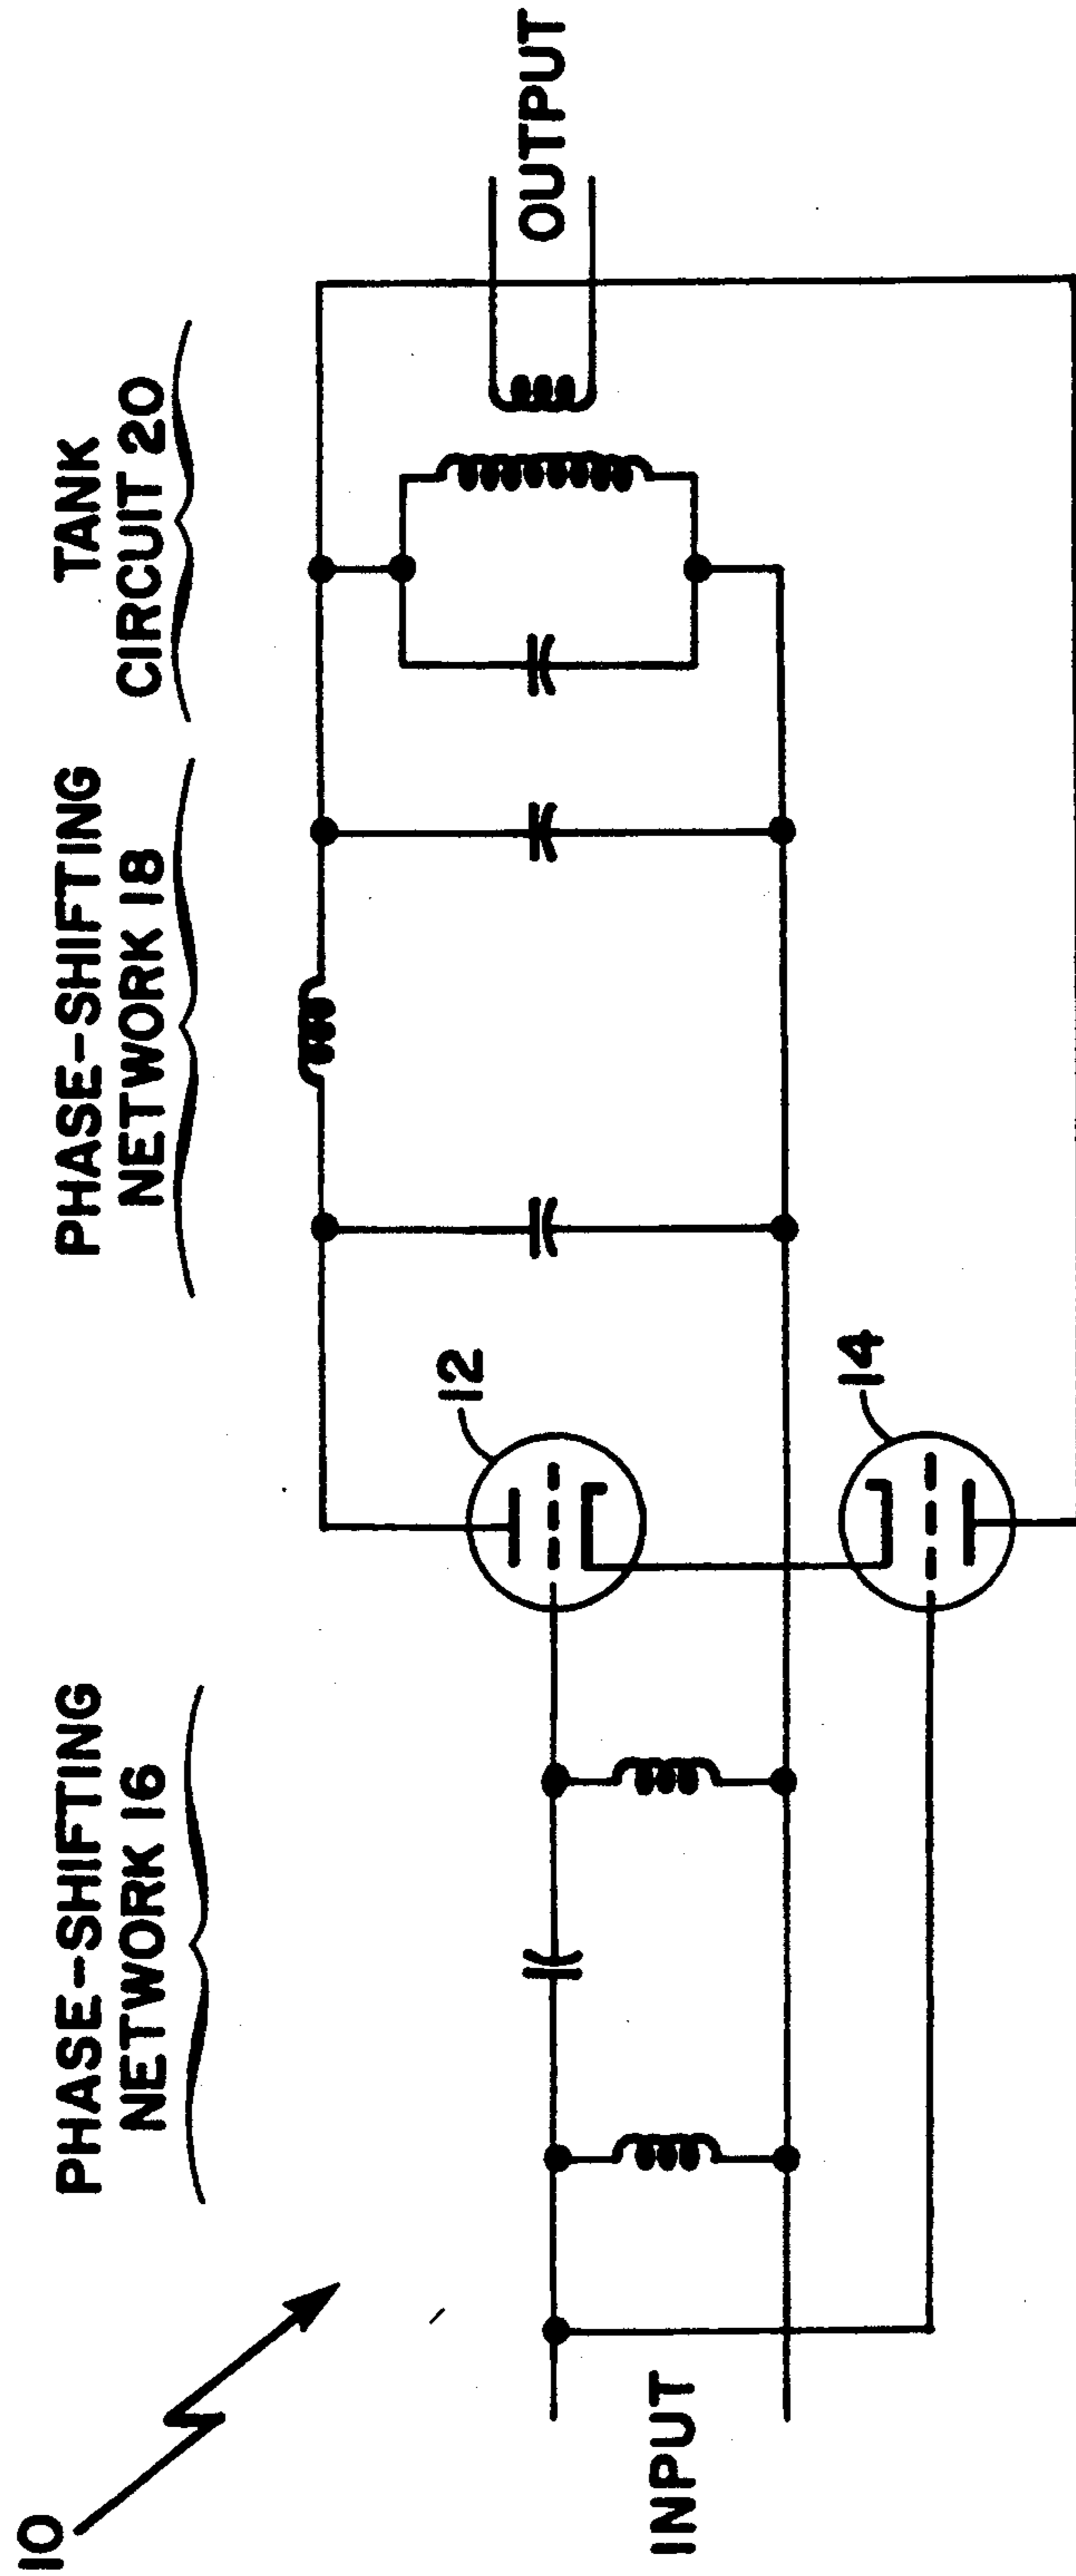 10
PHASE-SHIFTING
NETWORK 16
PHASE-SHIFTING
NETWORK 18
TANK
CIRCUIT 20
12
14
INPUT
OUTPUT